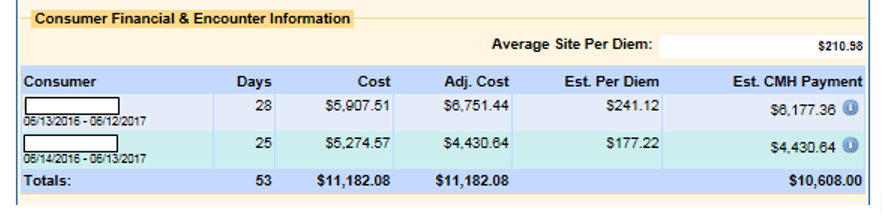 Consumer Financial & Encounter Information
Average Site Per Diem: $210.98
Consumer Days Cost Adj. Cost Est. Per Diem Est. CMH Payment
28 $5,907.51 $6,751.44 $241.12 $6,177.36
06/13/2016 - 06/12/2017
25 $5,274.57 $4,430.64 $177.22 $4,430.64
06/14/2016 - 06/13/2017
Totals: 53 $11,182.08 $11,182.08 $10,608.00